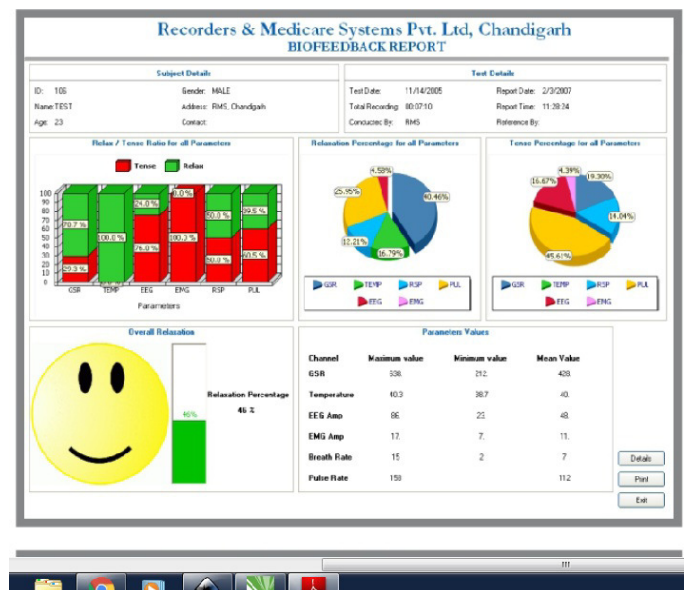 Recorders & Medicare Systems Pvt. Ltd, Chandigarh
BIOFEEDBACK REPORT
Subject Details
Test Details
ID: 106 Gender: MALE
Test Date: 11/14/2005 Report Date: 2/3/2007
Name: TEST Address: RMS, Chandigarh
Total Recording: 00:07:10 Report Time: 11:28:24
Age: 23 Contact:
Conducted By: RMS Reference By:
Relax / Tense Ratio for all Parameters
Tense Relax
100
90
80
70
60
50
40
30
20
10
0
70.7 %
29.3 %
100.0 %
24.0 %
76.0 %
0.0 %
100.0 %
50.0 %
50.0 %
39.5 %
60.5 %
GSR TEMP EEG EMG RSP PUL
Parameters
Relaxation Percentage for all Parameters
4.58%
25.95%
40.46%
12.21%
16.79%
GSR TEMP RSP PUL
EEG EMG
Tense Percentage for all Parameters
4.39%
16.67%
19.30%
14.04%
45.61%
GSR TEMP RSP PUL
EEG EMG
Overall Relaxation
46%
Relaxation Percentage
46 %
Parameters Values
Channel Maximum value Minimum value Mean Value
GSR 212. 428.
Temperature 40.3 38.7 40.
EEG Amp 86. 23. 48.
EMG Amp 17. 7. 11.
Breath Rate 15 2 7
Pulse Rate 159 112
Details
Print
Exit